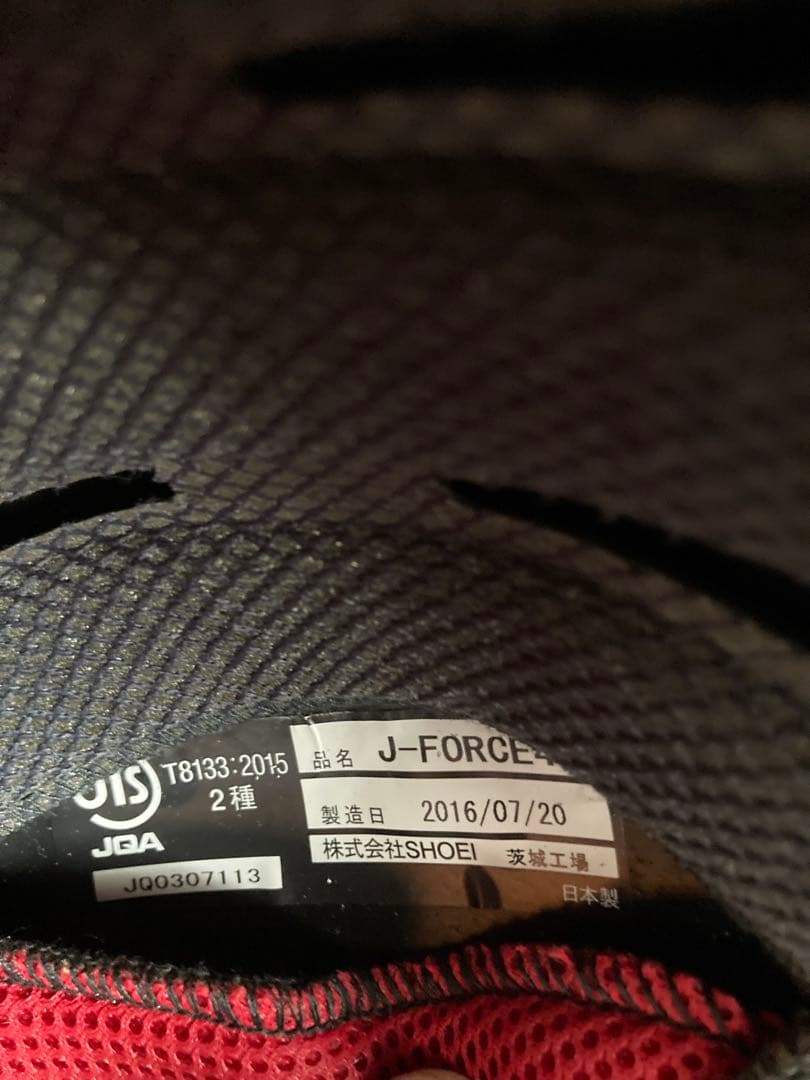 JIS T8133:2015
2種
JQA
JQ0307113
品名 J-FORCE4
製造日 2016/07/20
株式会社SHOEI 茨城工場
日本製